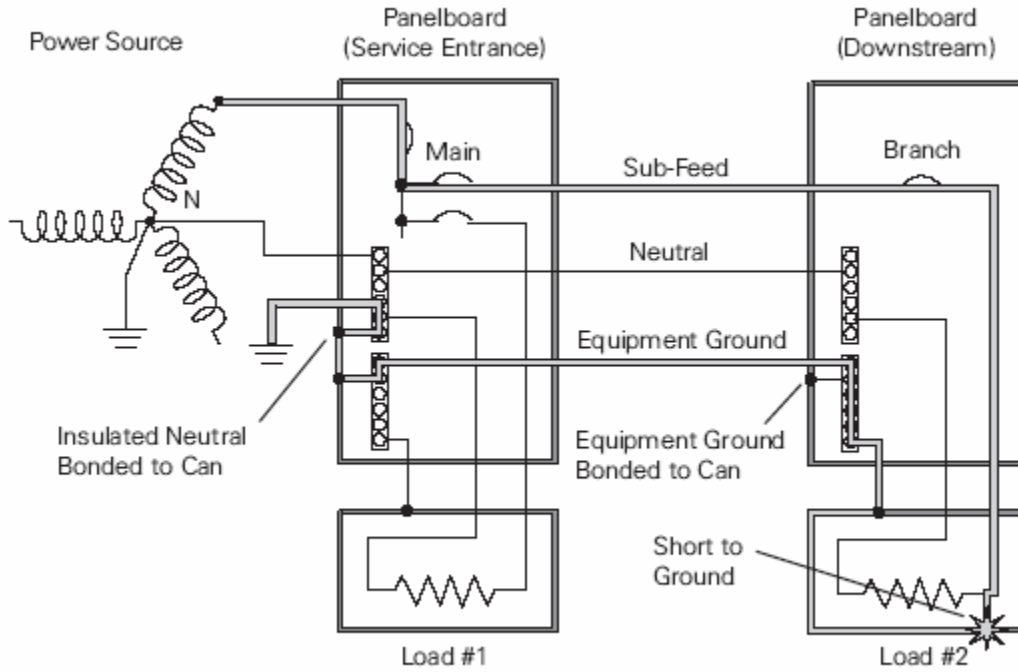 Power Source
Panelboard
(Service Entrance)
Panelboard
(Downstream)
Main
Branch
Sub-Feed
N
Neutral
Equipment Ground
Insulated Neutral
Bonded to Can
Equipment Ground
Bonded to Can
Short to
Ground
Load #1
Load #2